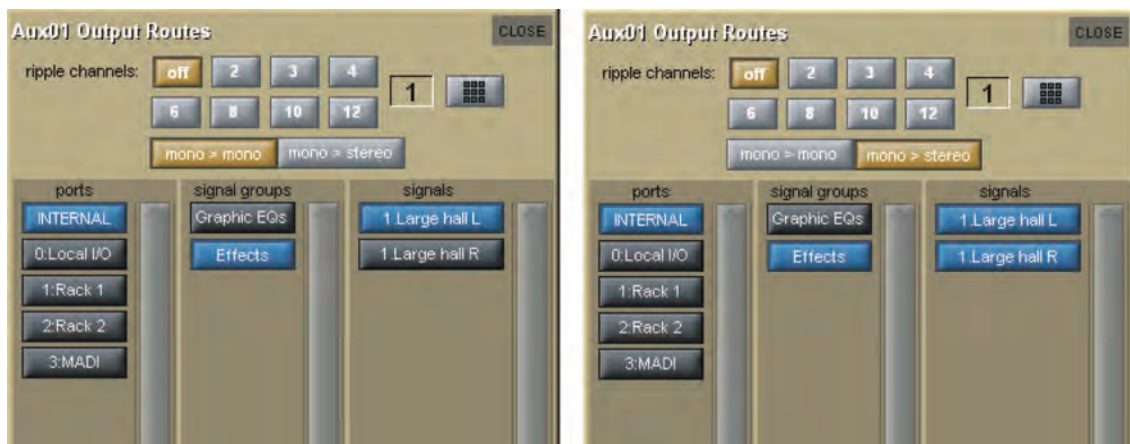 Aux01 Output Routes
CLOSE
ripple channels: off 2 3 4
1
6 8 10 12
mono > mono mono > stereo
ports signal groups signals
INTERNAL Graphic EQs 1.Large hall L
0:Local I/O Effects 1.Large hall R
1:Rack 1
2:Rack 2
3:MADI
Aux01 Output Routes
CLOSE
ripple channels: off 2 3 4
1
6 8 10 12
mono > mono mono > stereo
ports signal groups signals
INTERNAL Graphic EQs 1.Large hall L
0:Local I/O Effects 1.Large hall R
1:Rack 1
2:Rack 2
3:MADI